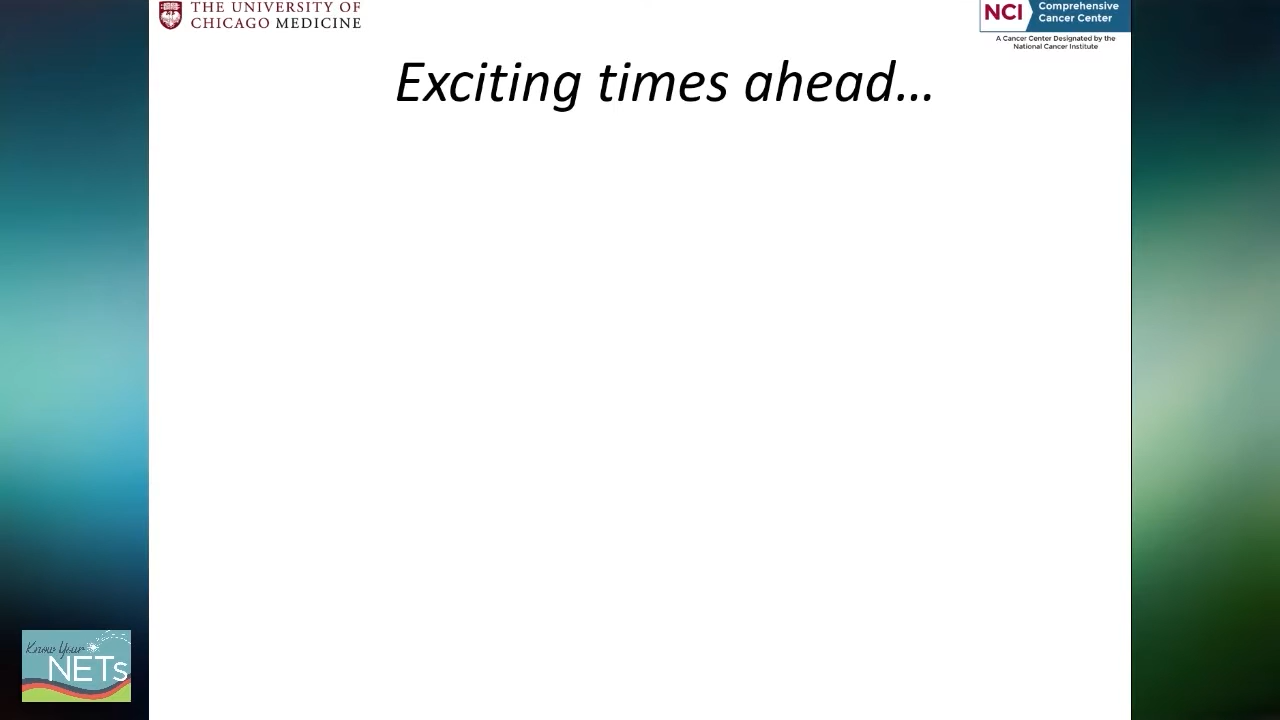 THE UNIVERSITY OF
CHICAGO MEDICINE
NCI
Comprehensive
Cancer Center
A Cancer Center Designated by the
National Cancer Institute
Exciting times ahead...
Know Your
NETs